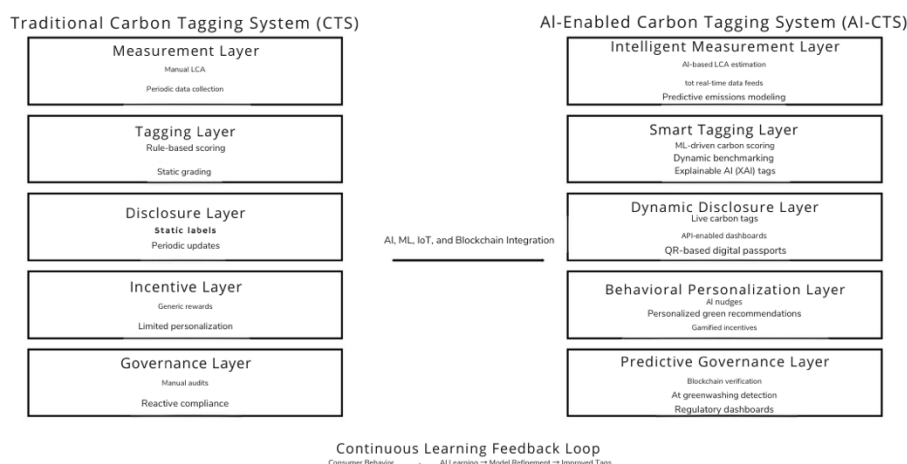 Traditional Carbon Tagging System (CTS)
Measurement Layer
Manual LCA
Periodic data collection
Tagging Layer
Rule-based scoring
Static grading
Disclosure Layer
Static labels
Periodic updates
Incentive Layer
Generic rewards
Limited personalization
Governance Layer
Manual audits
Reactive compliance
AI, ML, IoT, and Blockchain Integration
AI-Enabled Carbon Tagging System (AI-CTS)
Intelligent Measurement Layer
AI-based LCA estimation
tot real-time data feeds
Predictive emissions modeling
Smart Tagging Layer
ML-driven carbon scoring
Dynamic benchmarking
Explainable AI (XAI) tags
Dynamic Disclosure Layer
Live carbon tags
API-enabled dashboards
QR-based digital passports
Behavioral Personalization Layer
AI nudges
Personalized green recommendations
Gamified incentives
Predictive Governance Layer
Blockchain verification
At greenwashing detection
Regulatory dashboards
Continuous Learning Feedback Loop
Consumer Behavior → AI Learning → Model Refinement → Improved Tags